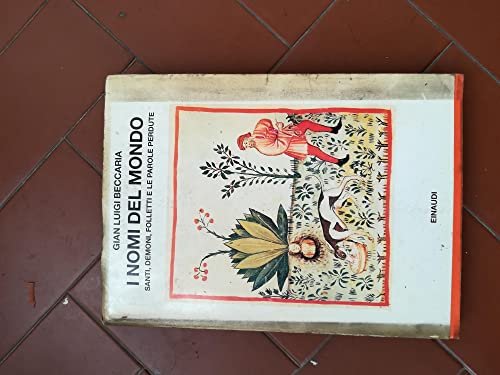 GIAN LUIGI BECCARIA
I NOMI DEL MONDO
SANTI, DEMONI, FOLLETTI E LE PAROLE PERDUTE
EINAUDI